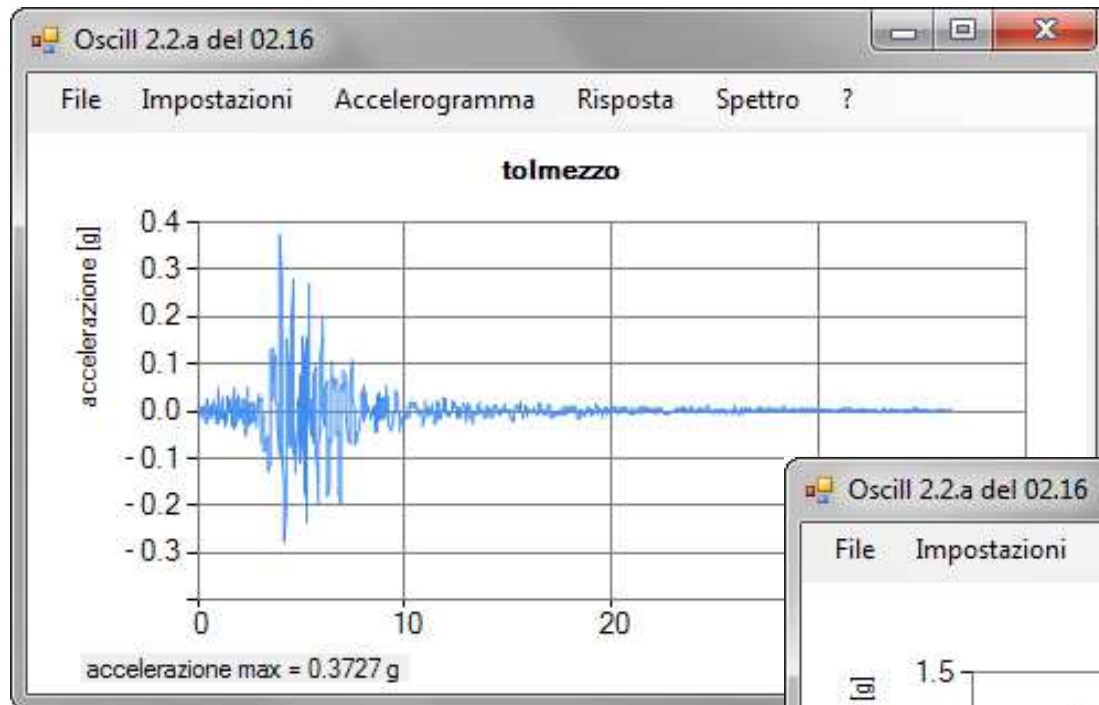 Oscill 2.2.a del 02.16
File Impostazioni Accelerogramma Risposta Spettro ?
tolmezzo
accelerazione [g]
0.4
0.3
0.2
0.1
0.0
-0.1
-0.2
-0.3
0 10 20
accelerazione max = 0.3727 g
Oscill 2.2.a del 02.16
File Impostazioni
1.5
[g]